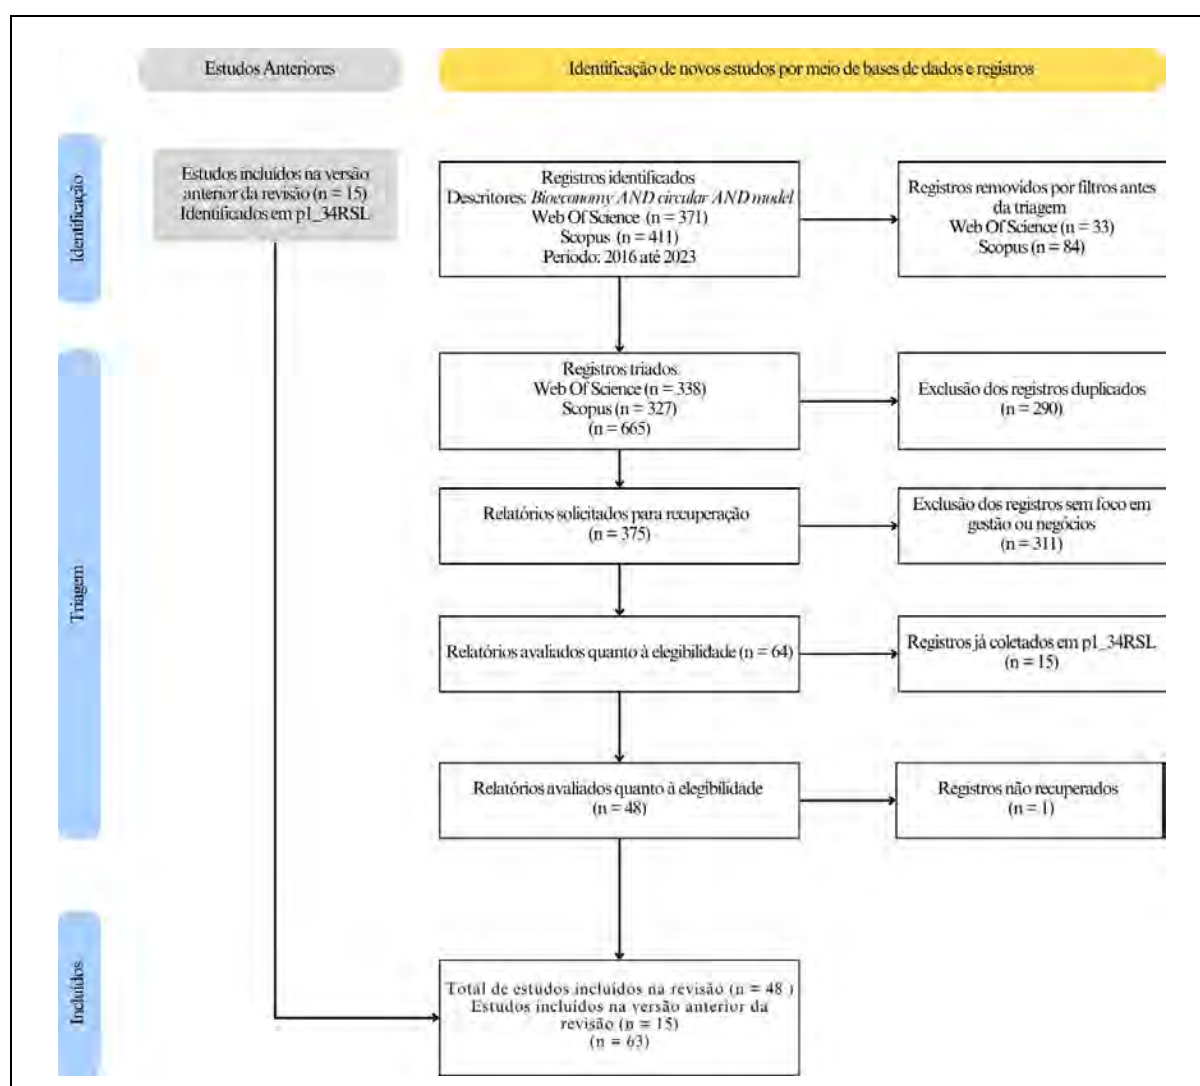 Estudos Anteriores
Identificação de novos estudos por meio de bases de dados e registros
Identificação
Estudos incluídos na versão
anterior da revisão (n = 15)
Identificados em p1_34RSL
Registros identificados
Descritores: Bioeconomy AND circular AND model
Web Of Science (n = 371)
Scopus (n = 411)
Período: 2016 até 2023
Registros removidos por filtros antes
da triagem
Web Of Science (n = 33)
Scopus (n = 84)
Triagem
Registros triados
Web Of Science (n = 338)
Scopus (n = 327)
(n = 665)
Exclusão dos registros duplicados
(n = 290)
Relatórios solicitados para recuperação
(n = 375)
Exclusão dos registros sem foco em
gestão ou negócios
(n = 311)
Relatórios avaliados quanto à elegibilidade (n = 64)
Registros já coletados em p1_34RSL
(n = 15)
Relatórios avaliados quanto à elegibilidade
(n = 48)
Registros não recuperados
(n = 1)
Incluídos
Total de estudos incluídos na revisão (n = 48 )
Estudos incluídos na versão anterior da
revisão (n = 15)
(n = 63)